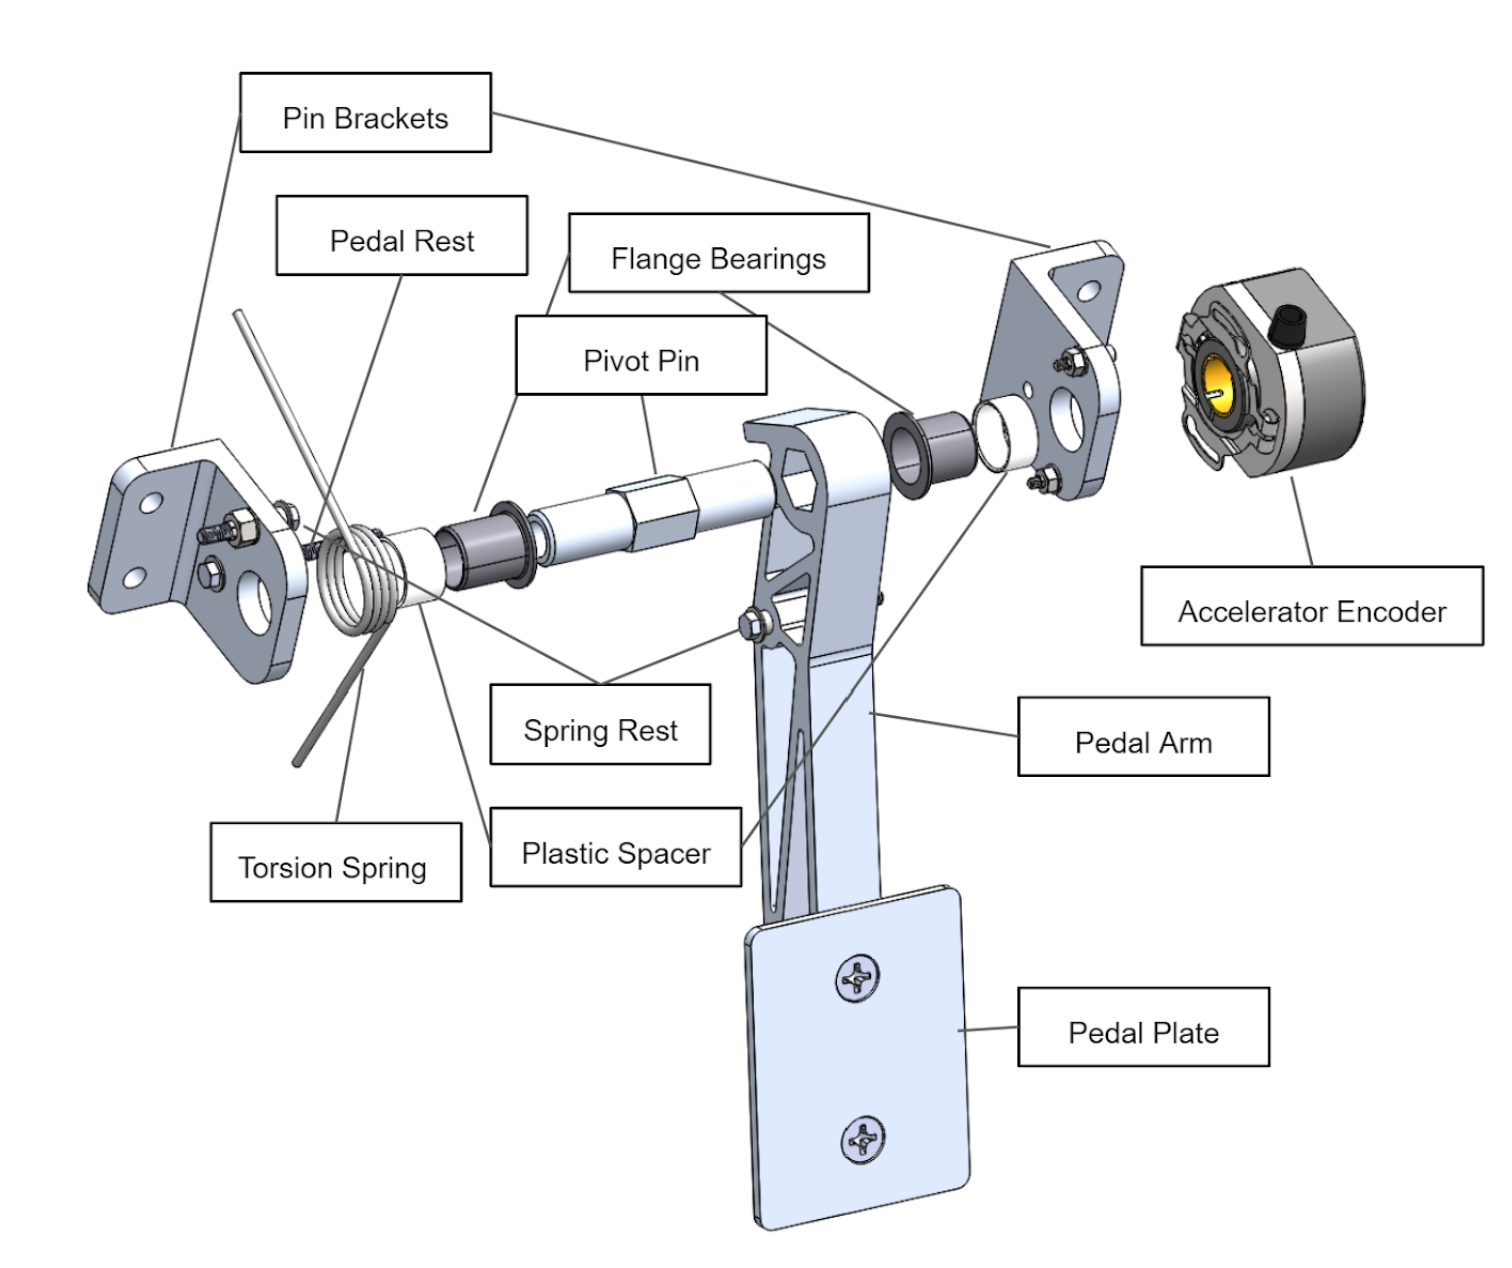 Pin Brackets
Pedal Rest
Flange Bearings
Pivot Pin
Accelerator Encoder
Spring Rest
Pedal Arm
Torsion Spring
Plastic Spacer
Pedal Plate